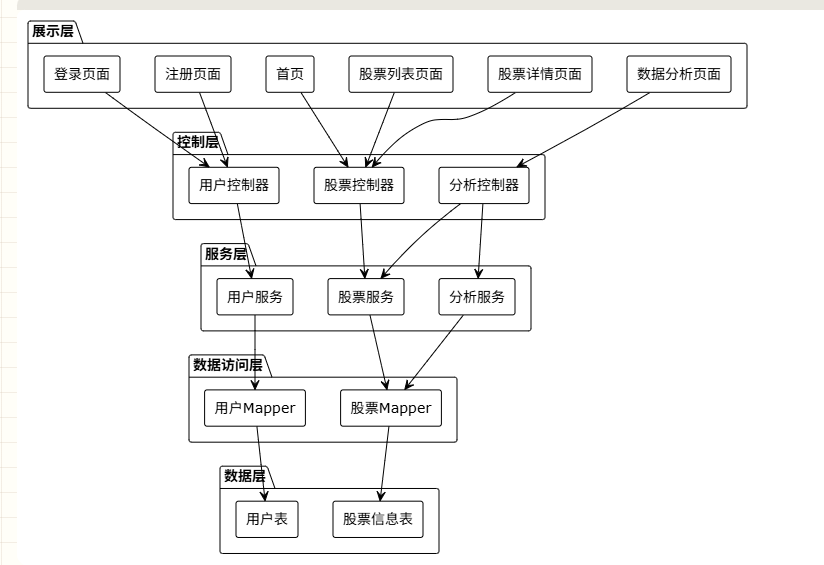 展示层
登录页面
注册页面
首页
股票列表页面
股票详情页面
数据分析页面
控制层
用户控制器
股票控制器
分析控制器
服务层
用户服务
股票服务
分析服务
数据访问层
用户Mapper
股票Mapper
数据层
用户表
股票信息表